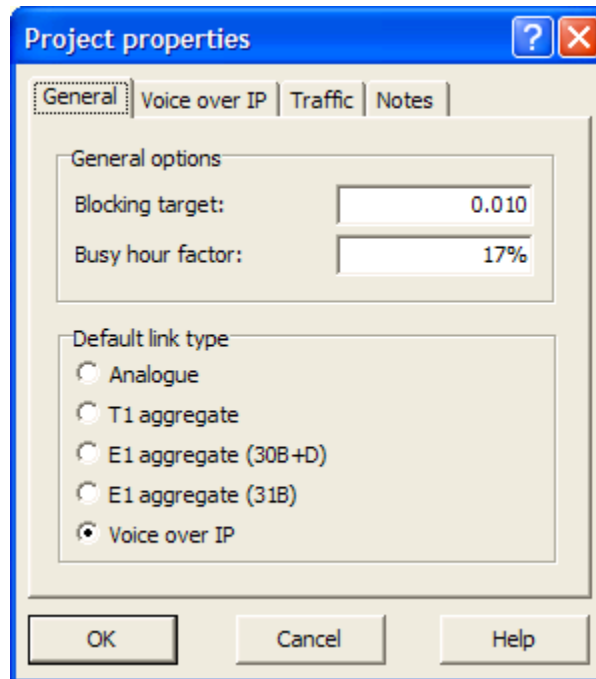 Project properties
General Voice over IP Traffic Notes
General options
Blocking target: 0.010
Busy hour factor: 17%
Default link type
Analogue
T1 aggregate
E1 aggregate (30B+D)
E1 aggregate (31B)
Voice over IP
OK Cancel Help